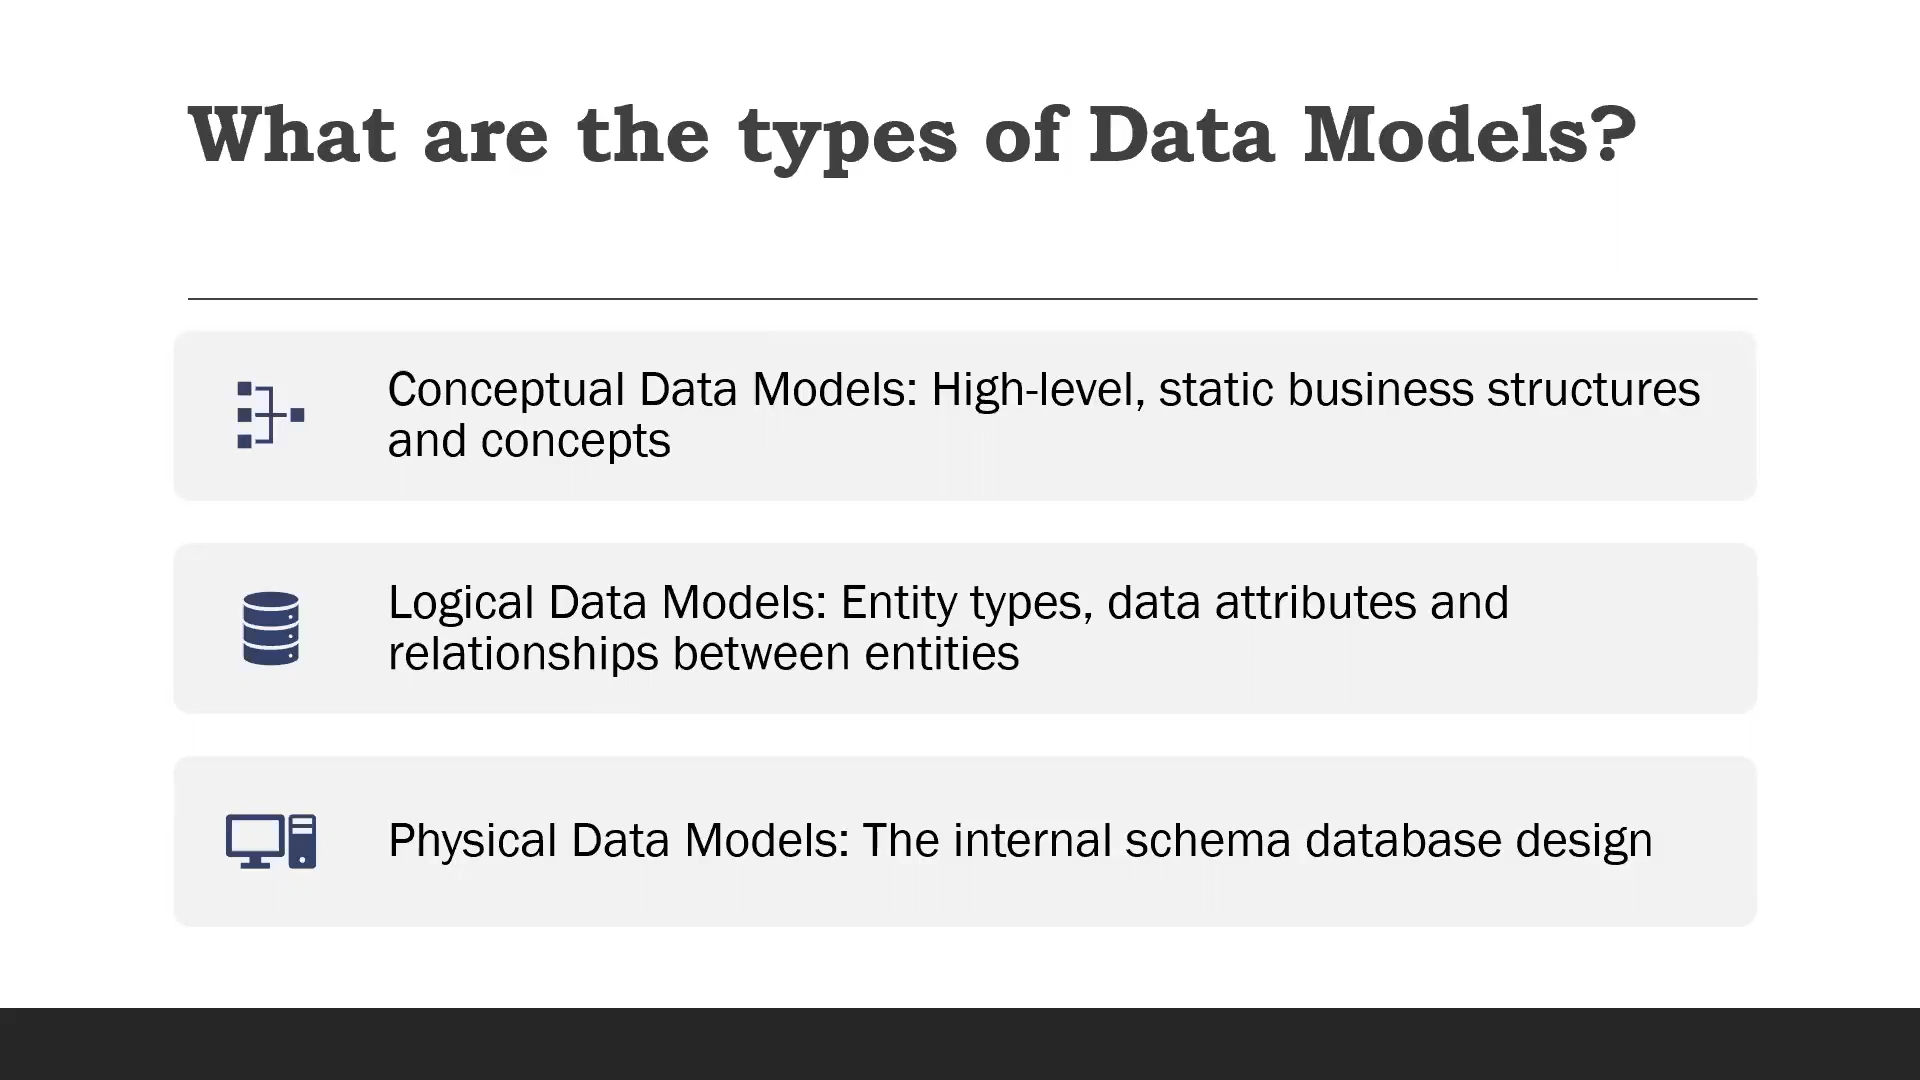 What are the types of Data Models?
Conceptual Data Models: High-level, static business structures
and concepts
Logical Data Models: Entity types, data attributes and
relationships between entities
Physical Data Models: The internal schema database design